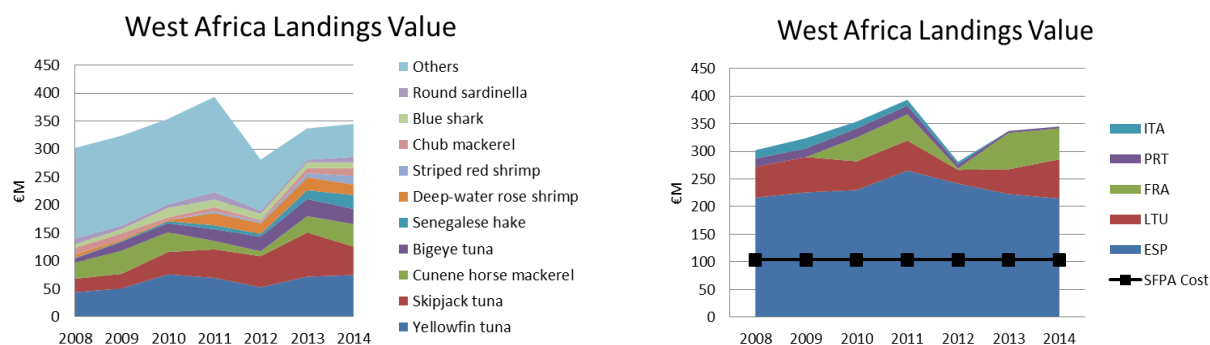 West Africa Landings Value
€M
450
400
350
300
250
200
150
100
50
0
2008 2009 2010 2011 2012 2013 2014
Others
Round sardinella
Blue shark
Chub mackerel
Striped red shrimp
Deep-water rose shrimp
Senegalese hake
Bigeye tuna
Cunene horse mackerel
Skipjack tuna
Yellowfin tuna
West Africa Landings Value
€M
450
400
350
300
250
200
150
100
50
0
2008 2009 2010 2011 2012 2013 2014
ITA
PRT
FRA
LTU
ESP
SFPA Cost